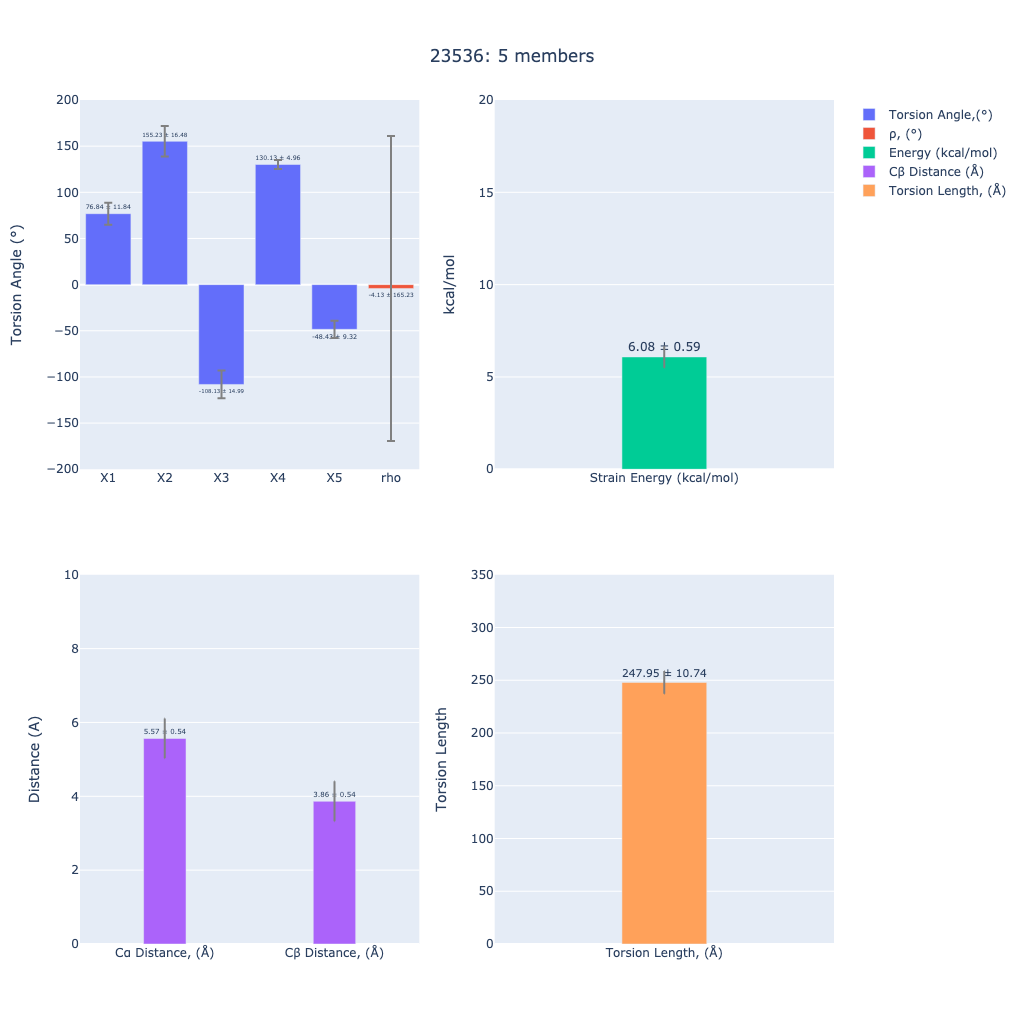 23536: 5 members
Torsion Angle (°)
200
150
100
50
0
−50
−100
−150
−200
76.84 ± 11.84
155.23 ± 16.48
-108.13 ± 14.99
130.13 ± 4.96
-48.43 ± 9.32
-4.13 ± 165.23
X1
X2
X3
X4
X5
rho
kcal/mol
20
15
10
5
0
6.08 ± 0.59
Strain Energy (kcal/mol)
Torsion Angle,(°)
ρ, (°)
Energy (kcal/mol)
Cβ Distance (Å)
Torsion Length, (Å)
Distance (A)
10
8
6
4
2
0
5.57 ± 0.54
3.86 ± 0.54
Cα Distance, (Å)
Cβ Distance, (Å)
Torsion Length
350
300
250
200
150
100
50
0
247.95 ± 10.74
Torsion Length, (Å)